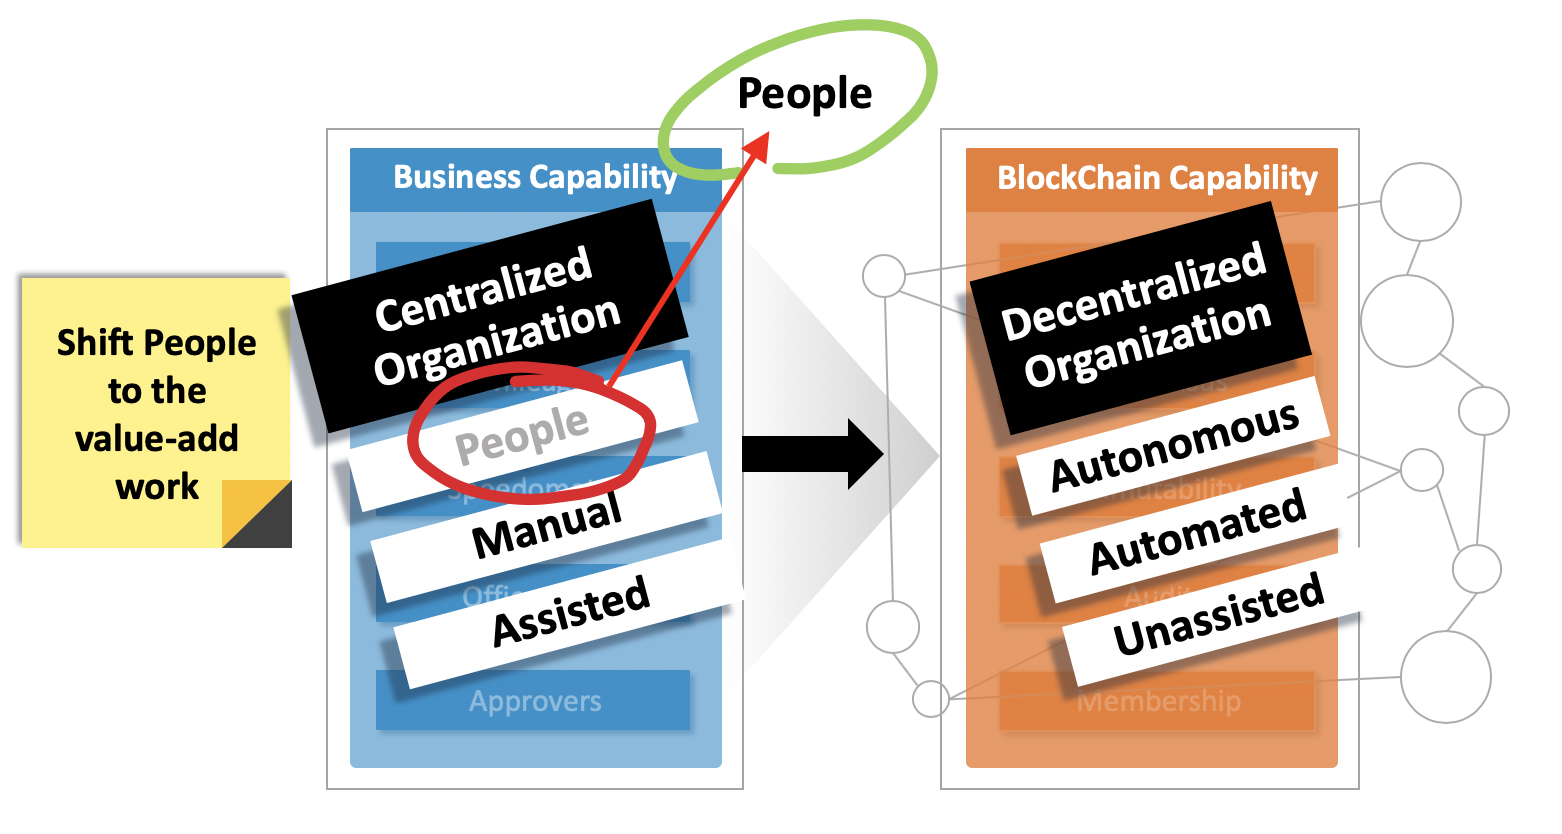 People
Business Capability
BlockChain Capability
Centralized
Organization
Decentralized
Organization
Shift People
to the
value-add
work
People
Manual
Assisted
Approvers
Autonomous
Automated
Unassisted
Membership